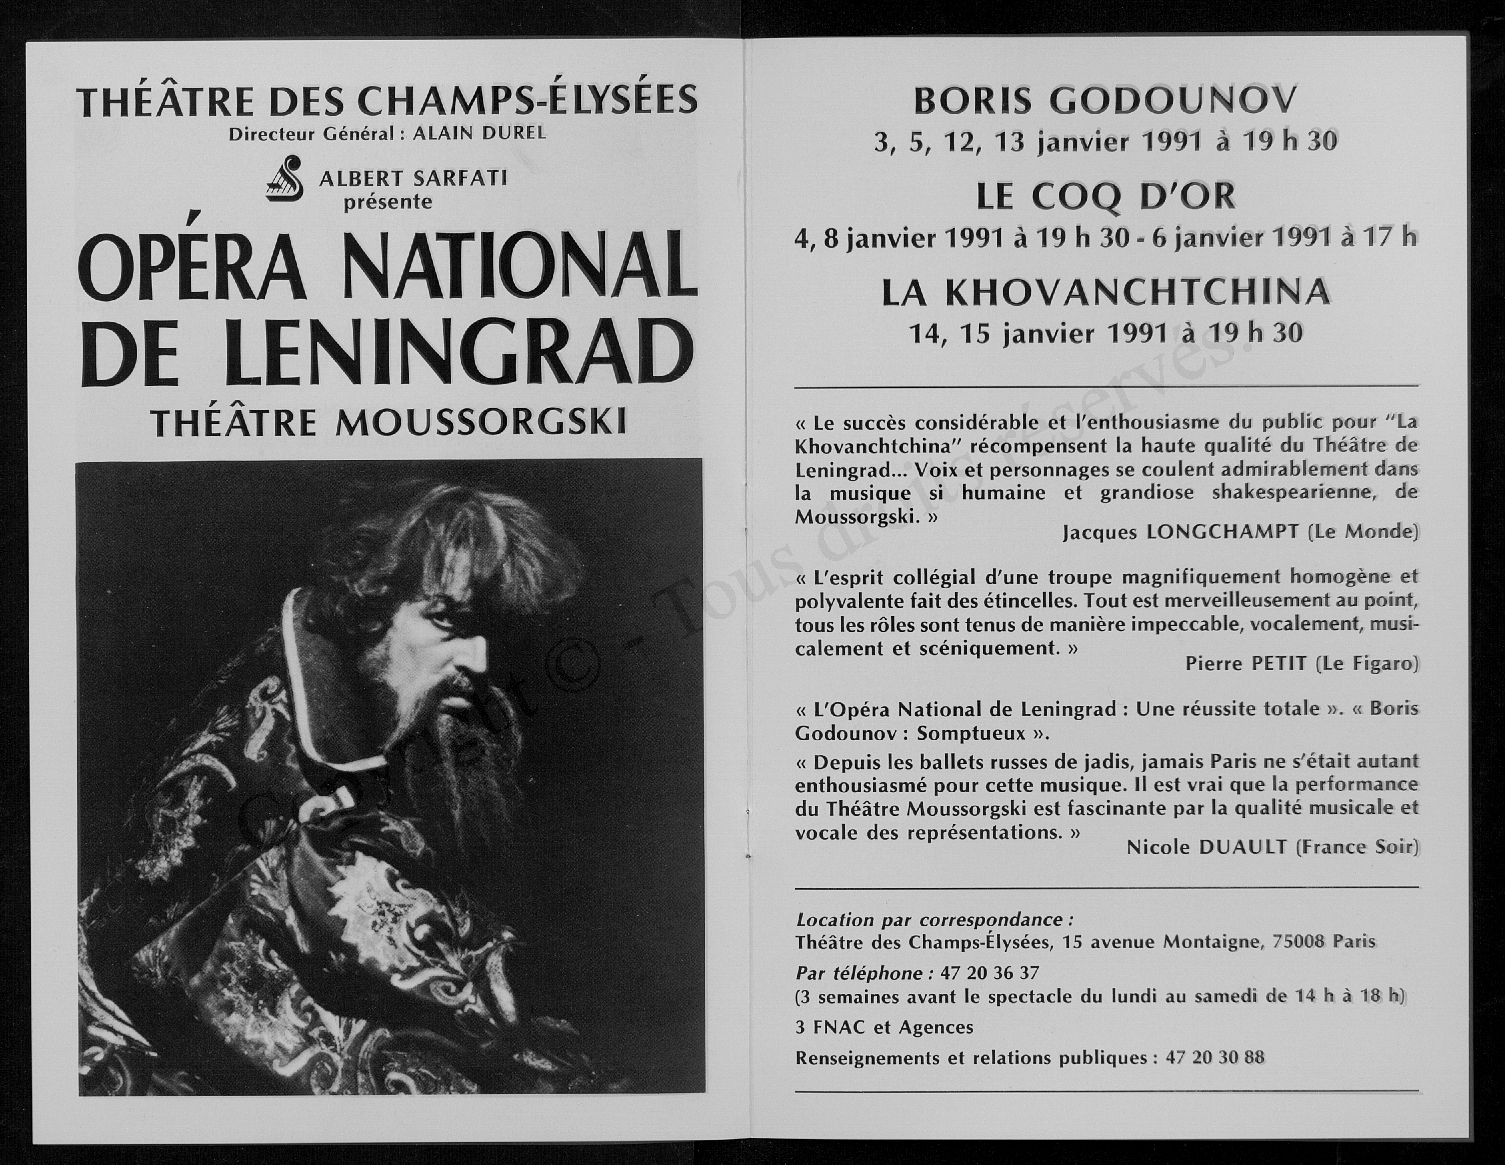 THÉÂTRE DES CHAMPS-ÉLYSÉES
Directeur Général : ALAIN DUREL
ALBERT SARFATI
présente
OPÉRA NATIONAL
DE LENINGRAD
THÉÂTRE MOUSSORGSKI
BORIS GODOUNOV
3, 5, 12, 13 janvier 1991 à 19 h 30
LE COQ D'OR
4, 8 janvier 1991 à 19 h 30 - 6 janvier 1991 à 17 h
LA KHOVANCHTCHINA
14, 15 janvier 1991 à 19 h 30
« Le succès considérable et l'enthousiasme du public pour "La
Khovanchtchina" récompensent la haute qualité du Théâtre de
Leningrad... Voix et personnages se coulent admirablement dans
la musique si humaine et grandiose shakespearienne, de
Moussorgski. »
Jacques LONGCHAMPT (Le Monde)
« L'esprit collégial d'une troupe magnifiquement homogène et
polyvalente fait des étincelles. Tout est merveilleusement au point,
tous les rôles sont tenus de manière impeccable, vocalement, musi-
calement et scéniquement. »
Pierre PETIT (Le Figaro)
« L'Opéra National de Leningrad : Une réussite totale ». « Boris
Godounov : Somptueux ».
« Depuis les ballets russes de jadis, jamais Paris ne s'était autant
enthousiasmé pour cette musique. Il est vrai que la performance
du Théâtre Moussorgski est fascinante par la qualité musicale et
vocale des représentations. »
Nicole DUAULT (France Soir)
Location par correspondance :
Théâtre des Champs-Élysées, 15 avenue Montaigne, 75008 Paris
Par téléphone : 47 20 36 37
(3 semaines avant le spectacle du lundi au samedi de 14 h à 18 h)
3 FNAC et Agences
Renseignements et relations publiques : 47 20 30 88
Copyright © - Tous droits réservés.